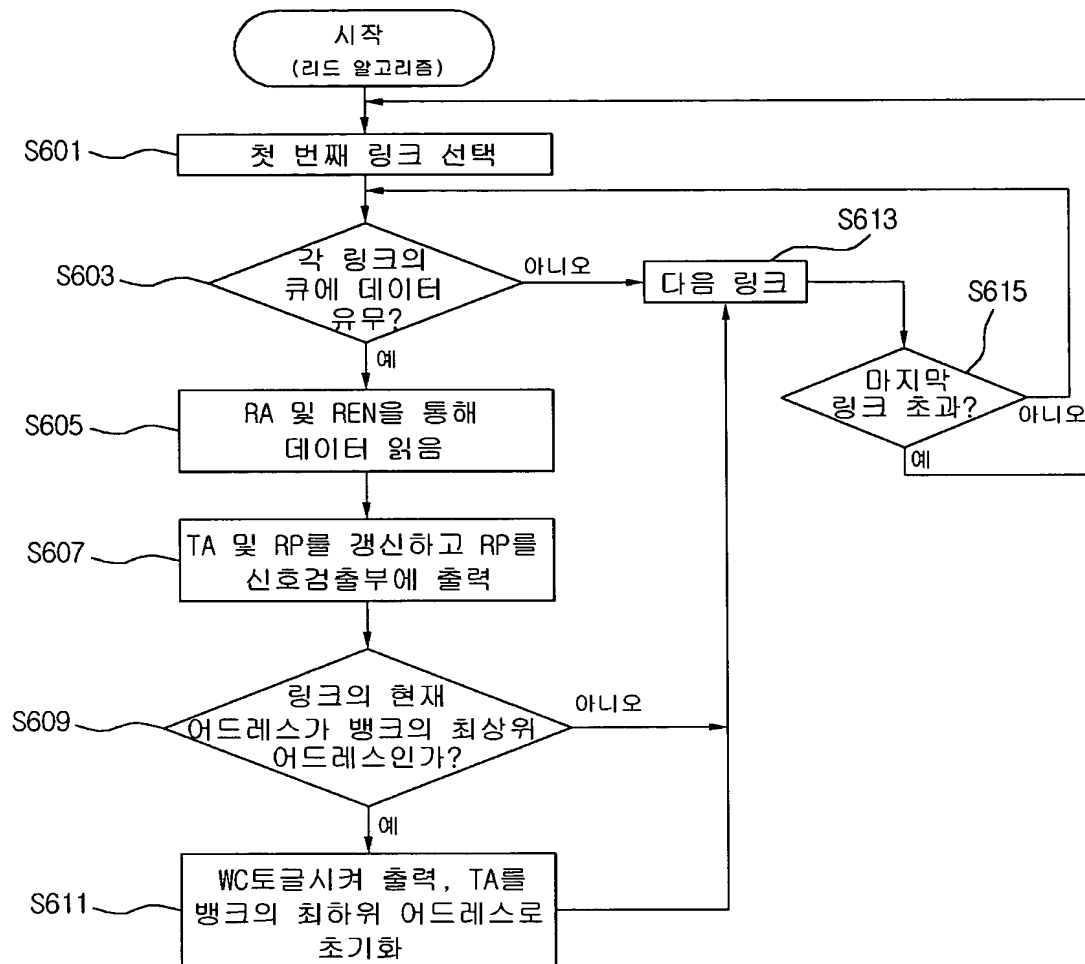 시작
(리드 알고리즘)
S601
첫 번째 링크 선택
S603
각 링크의
큐에 데이터
유무?
아니오
예
S613
다음 링크
S615
마지막
링크 초과?
아니오
예
S605
RA 및 REN을 통해
데이터 읽음
S607
TA 및 RP를 갱신하고 RP를
신호검출부에 출력
S609
링크의 현재
어드레스가 뱅크의 최상위
어드레스인가?
아니오
예
S611
WC토글시켜 출력, TA를
뱅크의 최하위 어드레스로
초기화